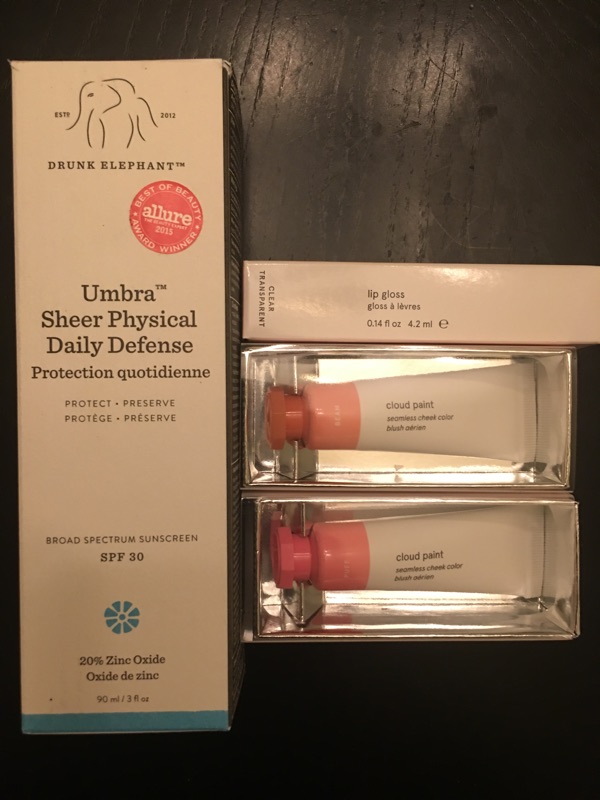 ESTD 2012
DRUNK ELEPHANT™
BEST OF BEAUTY
allure
2015
AWARD WINNER
Umbra™
Sheer Physical
Daily Defense
Protection quotidienne
PROTECT • PRESERVE
PROTÈGE • PRÉSERVE
BROAD SPECTRUM SUNSCREEN
SPF 30
20% Zinc Oxide
Oxide de zinc
90 ml / 3 fl oz
CLEAR
TRANSPARENT
lip gloss
gloss à lèvres
0.14 fl oz 4.2 ml ℮
BEAM
cloud paint
seamless cheek color
blush aérien
cloud paint
seamless cheek color
blush aérien